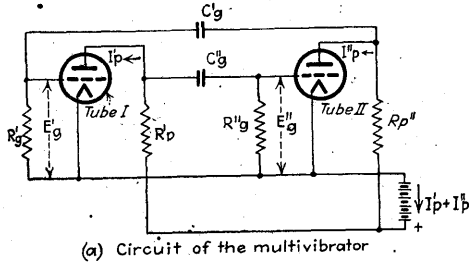 C'g
I'p
C"g
I"p
Tube I
Tube II
R'g
E'g
R'p
R"g
E"g
Rp"
I'p+I"p
+
(a) Circuit of the multivibrator